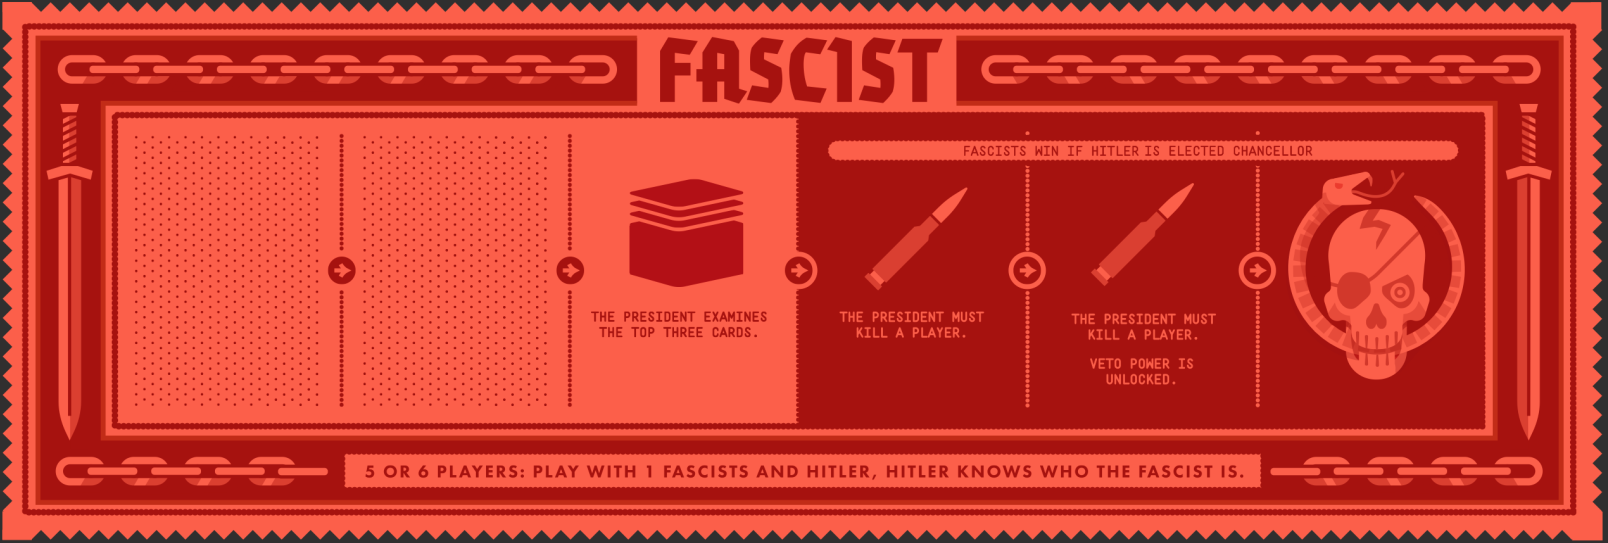 FASCIST
FASCISTS WIN IF HITLER IS ELECTED CHANCELLOR
THE PRESIDENT EXAMINES
THE TOP THREE CARDS.
THE PRESIDENT MUST
KILL A PLAYER.
THE PRESIDENT MUST
KILL A PLAYER.
VETO POWER IS
UNLOCKED.
5 OR 6 PLAYERS: PLAY WITH 1 FASCISTS AND HITLER, HITLER KNOWS WHO THE FASCIST IS.